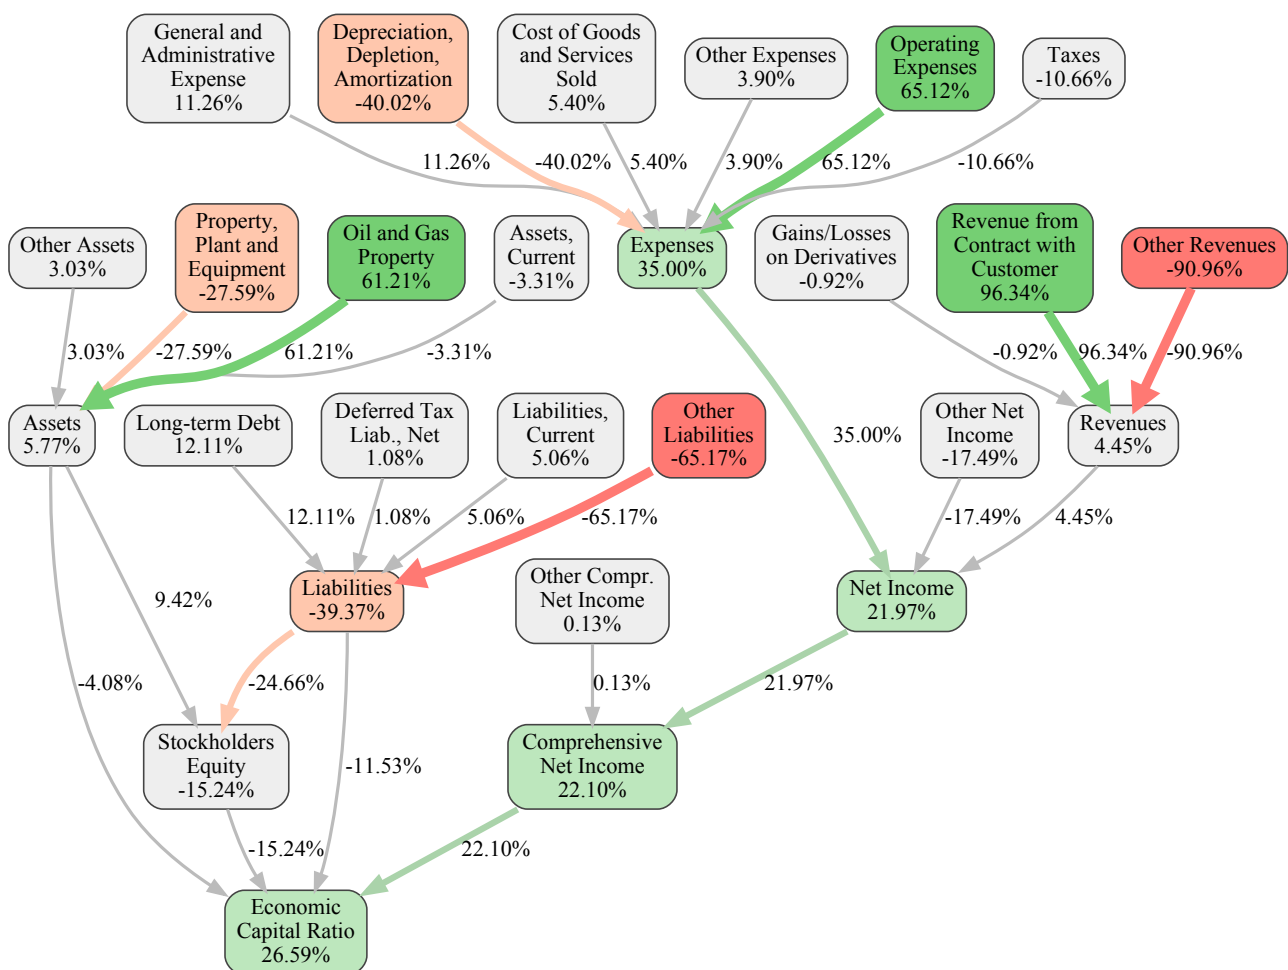 General and
Administrative
Expense
11.26%
Depreciation,
Depletion,
Amortization
-40.02%
Cost of Goods
and Services
Sold
5.40%
Other Expenses
3.90%
Operating
Expenses
65.12%
Taxes
-10.66%
11.26%
-40.02%
5.40%
3.90%
65.12%
-10.66%
Other Assets
3.03%
Property,
Plant and
Equipment
-27.59%
Oil and Gas
Property
61.21%
Assets,
Current
-3.31%
Expenses
35.00%
Gains/Losses
on Derivatives
-0.92%
Revenue from
Contract with
Customer
96.34%
Other Revenues
-90.96%
3.03%
-27.59%
61.21%
-3.31%
-0.92%
96.34%
-90.96%
Assets
5.77%
Long-term Debt
12.11%
Deferred Tax
Liab., Net
1.08%
Liabilities,
Current
5.06%
Other
Liabilities
-65.17%
35.00%
Other Net
Income
-17.49%
Revenues
4.45%
12.11%
1.08%
5.06%
-65.17%
-17.49%
4.45%
9.42%
Liabilities
-39.37%
Other Compr.
Net Income
0.13%
Net Income
21.97%
-4.08%
-24.66%
0.13%
21.97%
Stockholders
Equity
-15.24%
-11.53%
Comprehensive
Net Income
22.10%
-15.24%
22.10%
Economic
Capital Ratio
26.59%